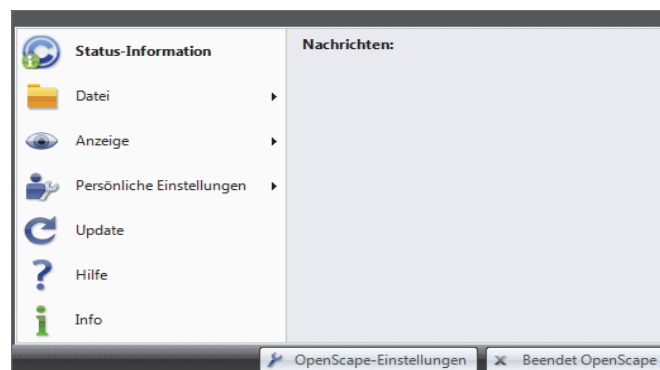 Status-Information
Nachrichten:
Datei
Anzeige
Persönliche Einstellungen
Update
Hilfe
Info
OpenScape-Einstellungen
Beendet OpenScape